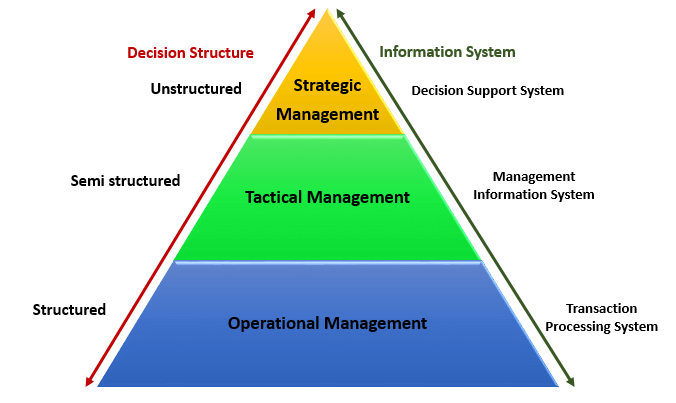 Decision Structure
Information System
Unstructured
Strategic
Management
Decision Support System
Semi structured
Tactical Management
Management
Information System
Structured
Operational Management
Transaction
Processing System